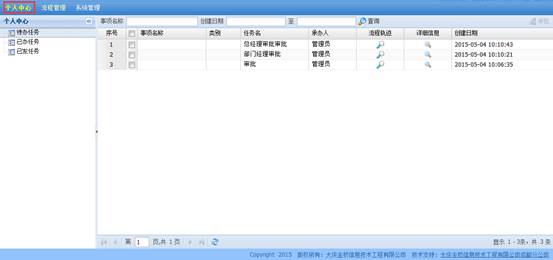 个人中心 流程管理 系统管理
个人中心
待办任务
已办任务
已发任务
事项名称 创建日期 至 查询
序号 事项名称 类别 任务名 承办人 流程轨迹 详细信息 创建日期
1 总经理审批审批 管理员 2015-05-04 10:10:43
2 部门经理审批 管理员 2015-05-04 10:10:21
3 审批 管理员 2015-05-04 10:06:35
第 1 页,共 1 页 显示 1 - 3条，共 3 条
Copyright 2015 版权所有：大庆金桥信息技术工程有限公司 技术支持：大庆金桥信息技术工程有限公司成都分公司